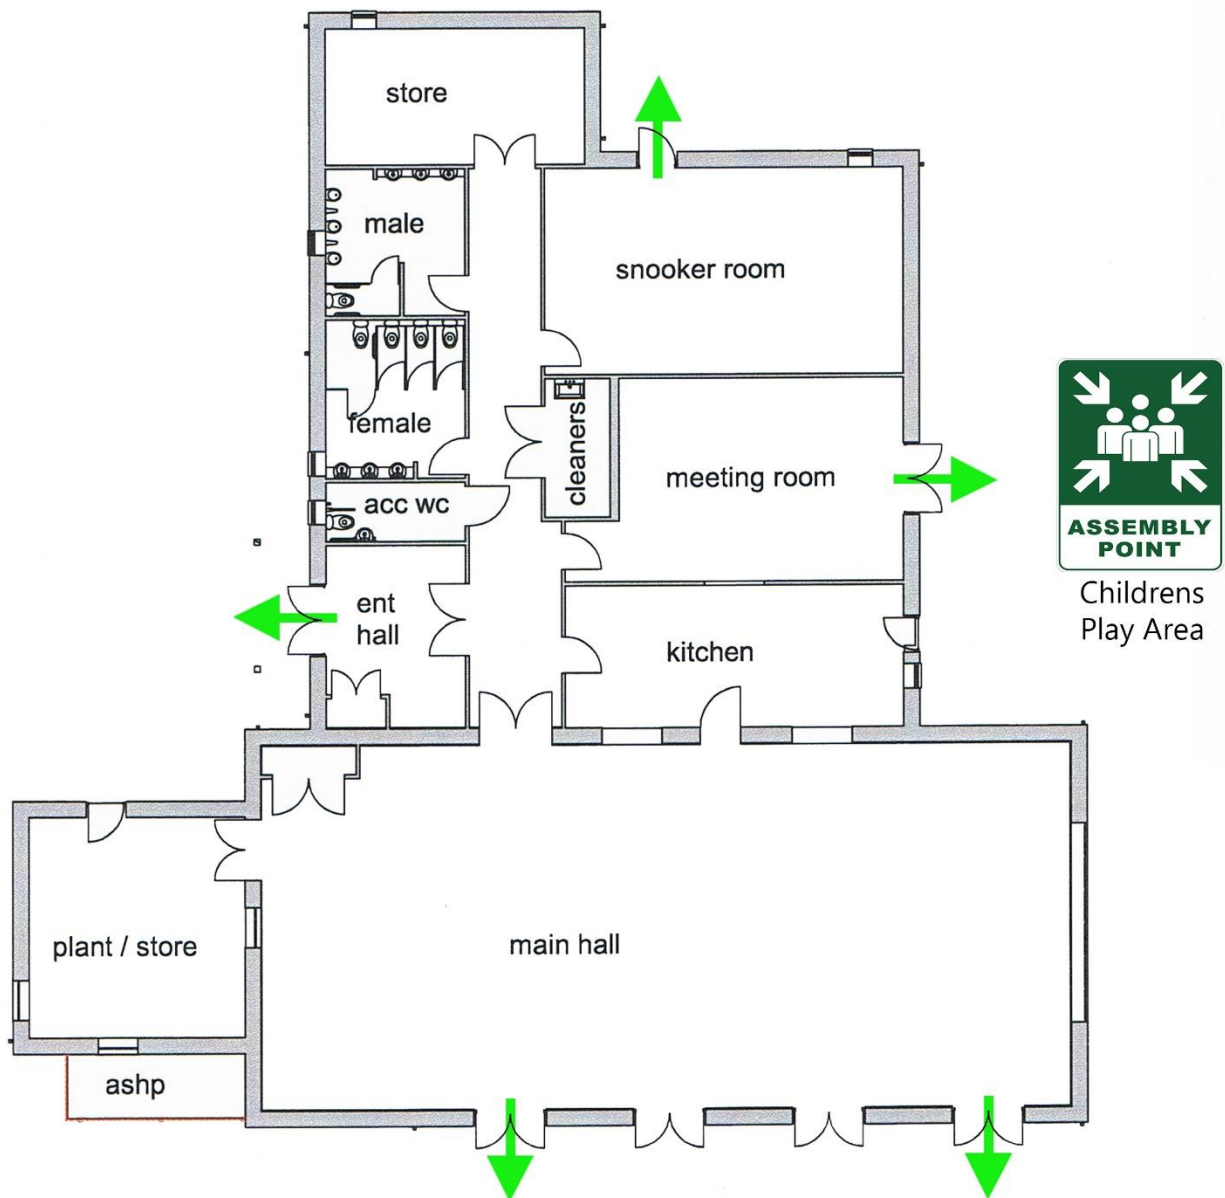 store
male
snooker room
female
cleaners
meeting room
acc wc
ASSEMBLY
POINT
Childrens
Play Area
ent
hall
kitchen
plant / store
main hall
ashp